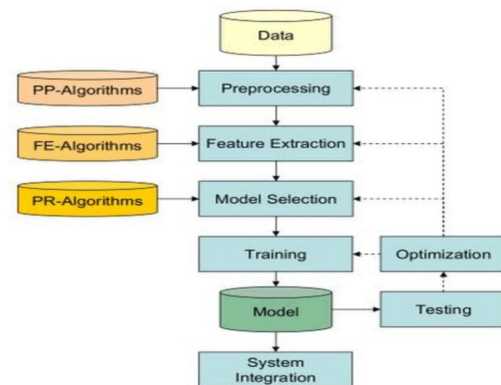 Data
PP-Algorithms
Preprocessing
FE-Algorithms
Feature Extraction
PR-Algorithms
Model Selection
Training
Optimization
Model
Testing
System
Integration